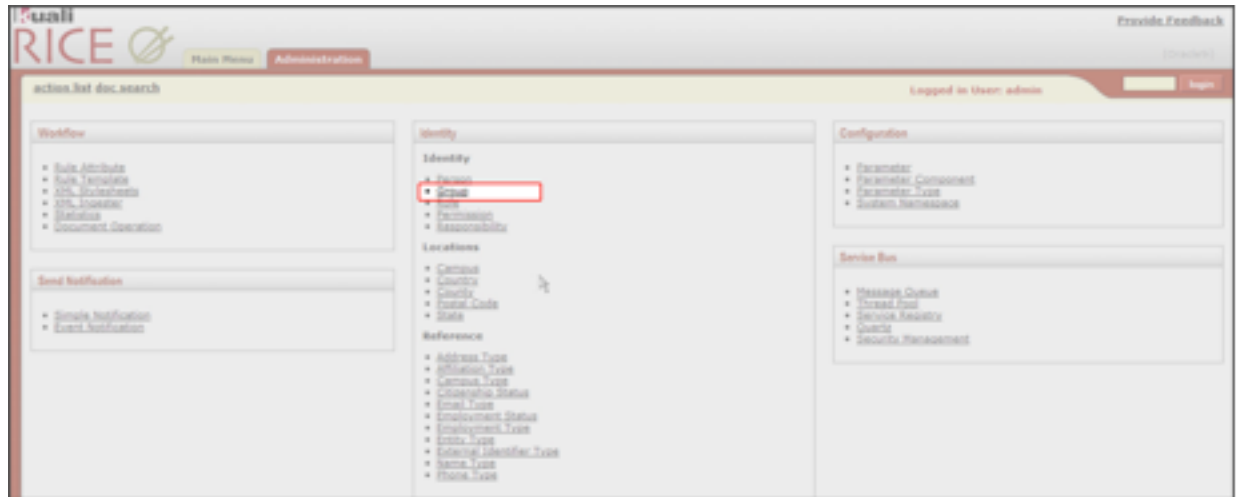 Kuali
RICE
Provide Feedback
Main Menu
Administration
action list doc search
Logged in User: admin
login
Workflow
Rule Attribute
Rule Template
XML Stylesheets
XML Ingester
Statistics
Document Operation
Send Notification
Simple Notification
Event Notification
Identity
Identity
Person
Group
Role
Permission
Responsibility
Locations
Campus
Country
County
Postal Code
State
Reference
Address Type
Affiliation Type
Campus Type
Citizenship Status
Email Type
Employment Status
Employment Type
Entity Type
External Identifier Type
Name Type
Phone Type
Configuration
Parameter
Parameter Component
Parameter Type
System Namespace
Service Bus
Message Queue
Thread Pool
Service Registry
Quartz
Security Management